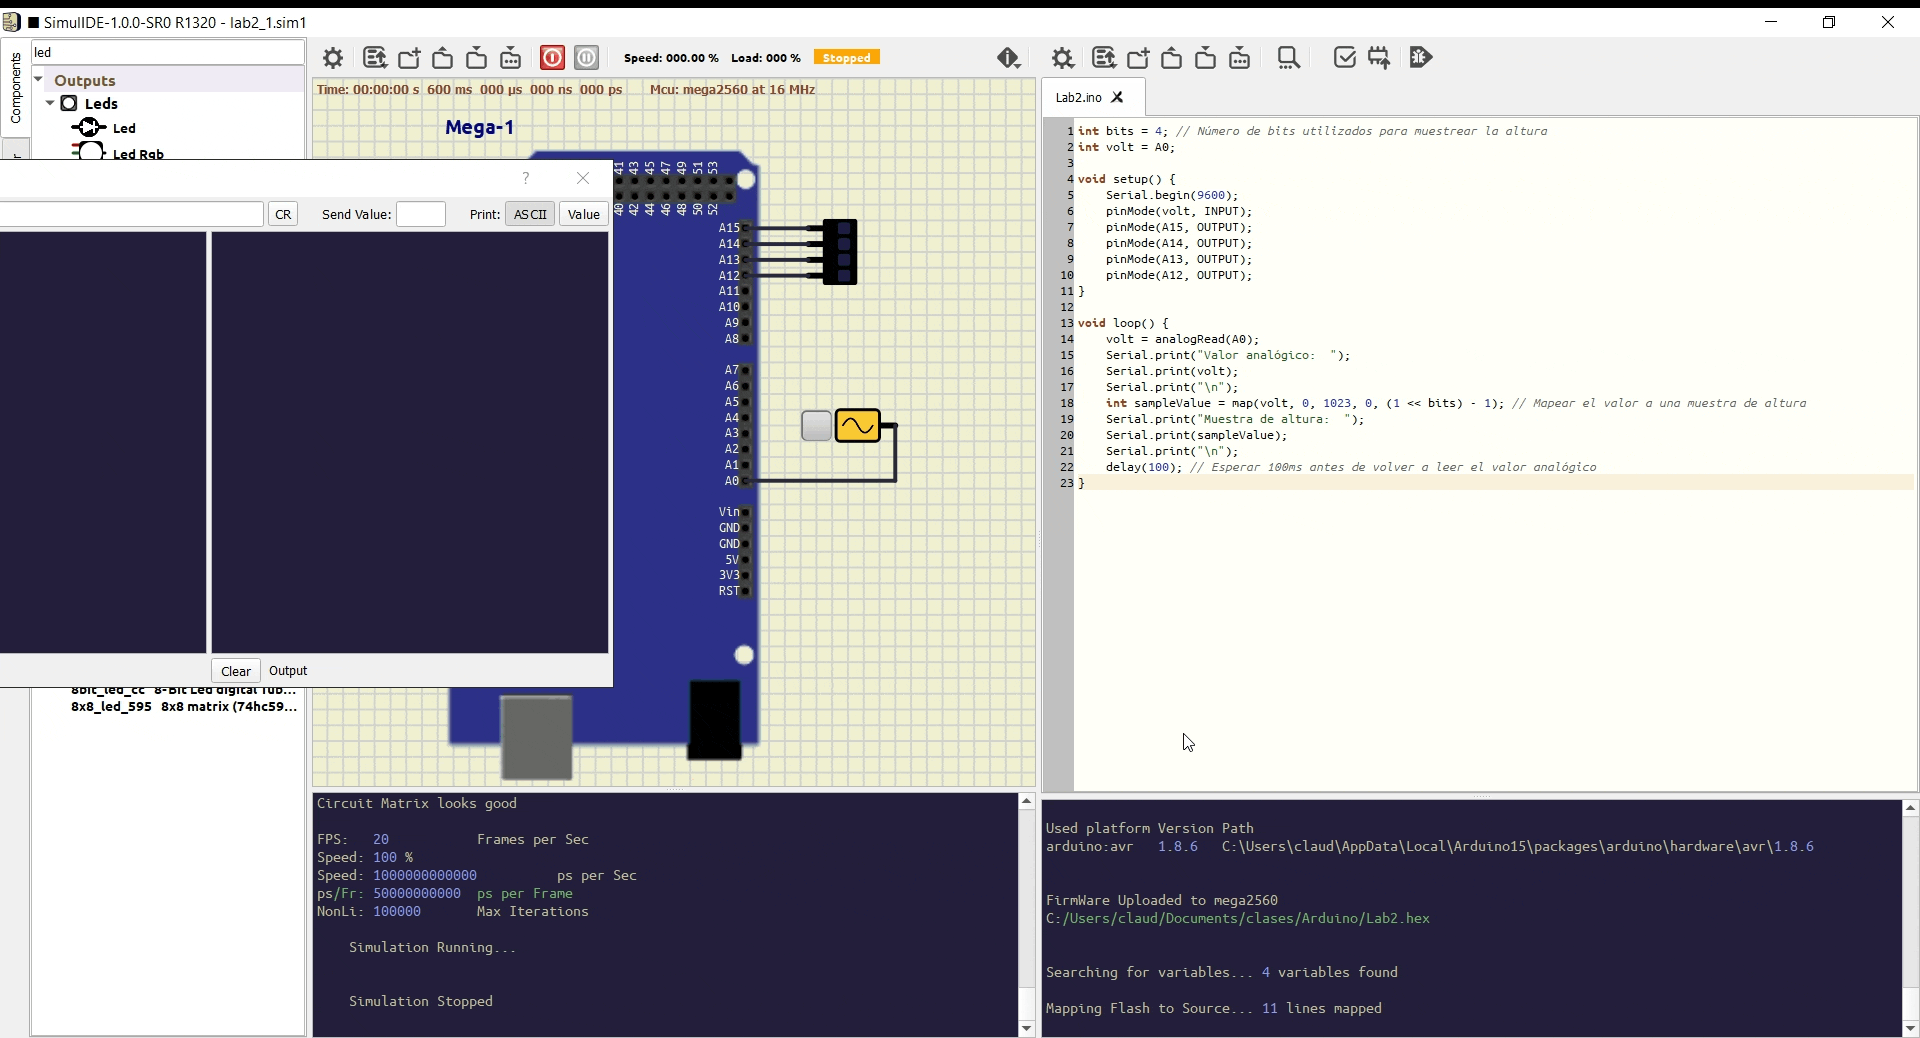 SimulIDE-1.0.0-SR0 R1320 - lab2_1.sim1
Components
led
Outputs
Leds
Led
Led Rgb
8x8_led_595 8x8 matrix (74hc59...
? 
CR
Send Value:
Print:
ASCII
Value
Clear
Output
Speed: 000.00 %
Load: 000 %
Stopped
Time: 00:00:00 s 600 ms 000 µs 000 ns 000 ps
Mcu: mega2560 at 16 MHz
Mega-1
41 43 45 47 49 51 53
40 42 44 46 48 50 52
A15
A14
A13
A12
A11
A10
A9
A8
A7
A6
A5
A4
A3
A2
A1
A0
Vin
GND
GND
5V
3V3
RST
Circuit Matrix looks good
FPS: 20 Frames per Sec
Speed: 100 %
Speed: 1000000000000 ps per Sec
ps/Fr: 50000000000 ps per Frame
NonLi: 100000 Max Iterations
Simulation Running...
Simulation Stopped
Lab2.ino
1 int bits = 4; // Número de bits utilizados para muestrear la altura
2 int volt = A0;
3
4 void setup() {
5 Serial.begin(9600);
6 pinMode(volt, INPUT);
7 pinMode(A15, OUTPUT);
8 pinMode(A14, OUTPUT);
9 pinMode(A13, OUTPUT);
10 pinMode(A12, OUTPUT);
11 }
12
13 void loop() {
14 volt = analogRead(A0);
15 Serial.print("Valor analógico:  ");
16 Serial.print(volt);
17 Serial.print("\n");
18 int sampleValue = map(volt, 0, 1023, 0, (1 << bits) - 1); // Mapear el valor a una muestra de altura
19 Serial.print("Muestra de altura:  ");
20 Serial.print(sampleValue);
21 Serial.print("\n");
22 delay(100); // Esperar 100ms antes de volver a leer el valor analógico
23 }
Used platform Version Path
arduino:avr 1.8.6 C:\Users\claud\AppData\Local\Arduino15\packages\arduino\hardware\avr\1.8.6
FirmWare Uploaded to mega2560
C:/Users/claud/Documents/clases/Arduino/Lab2.hex
Searching for variables... 4 variables found
Mapping Flash to Source... 11 lines mapped